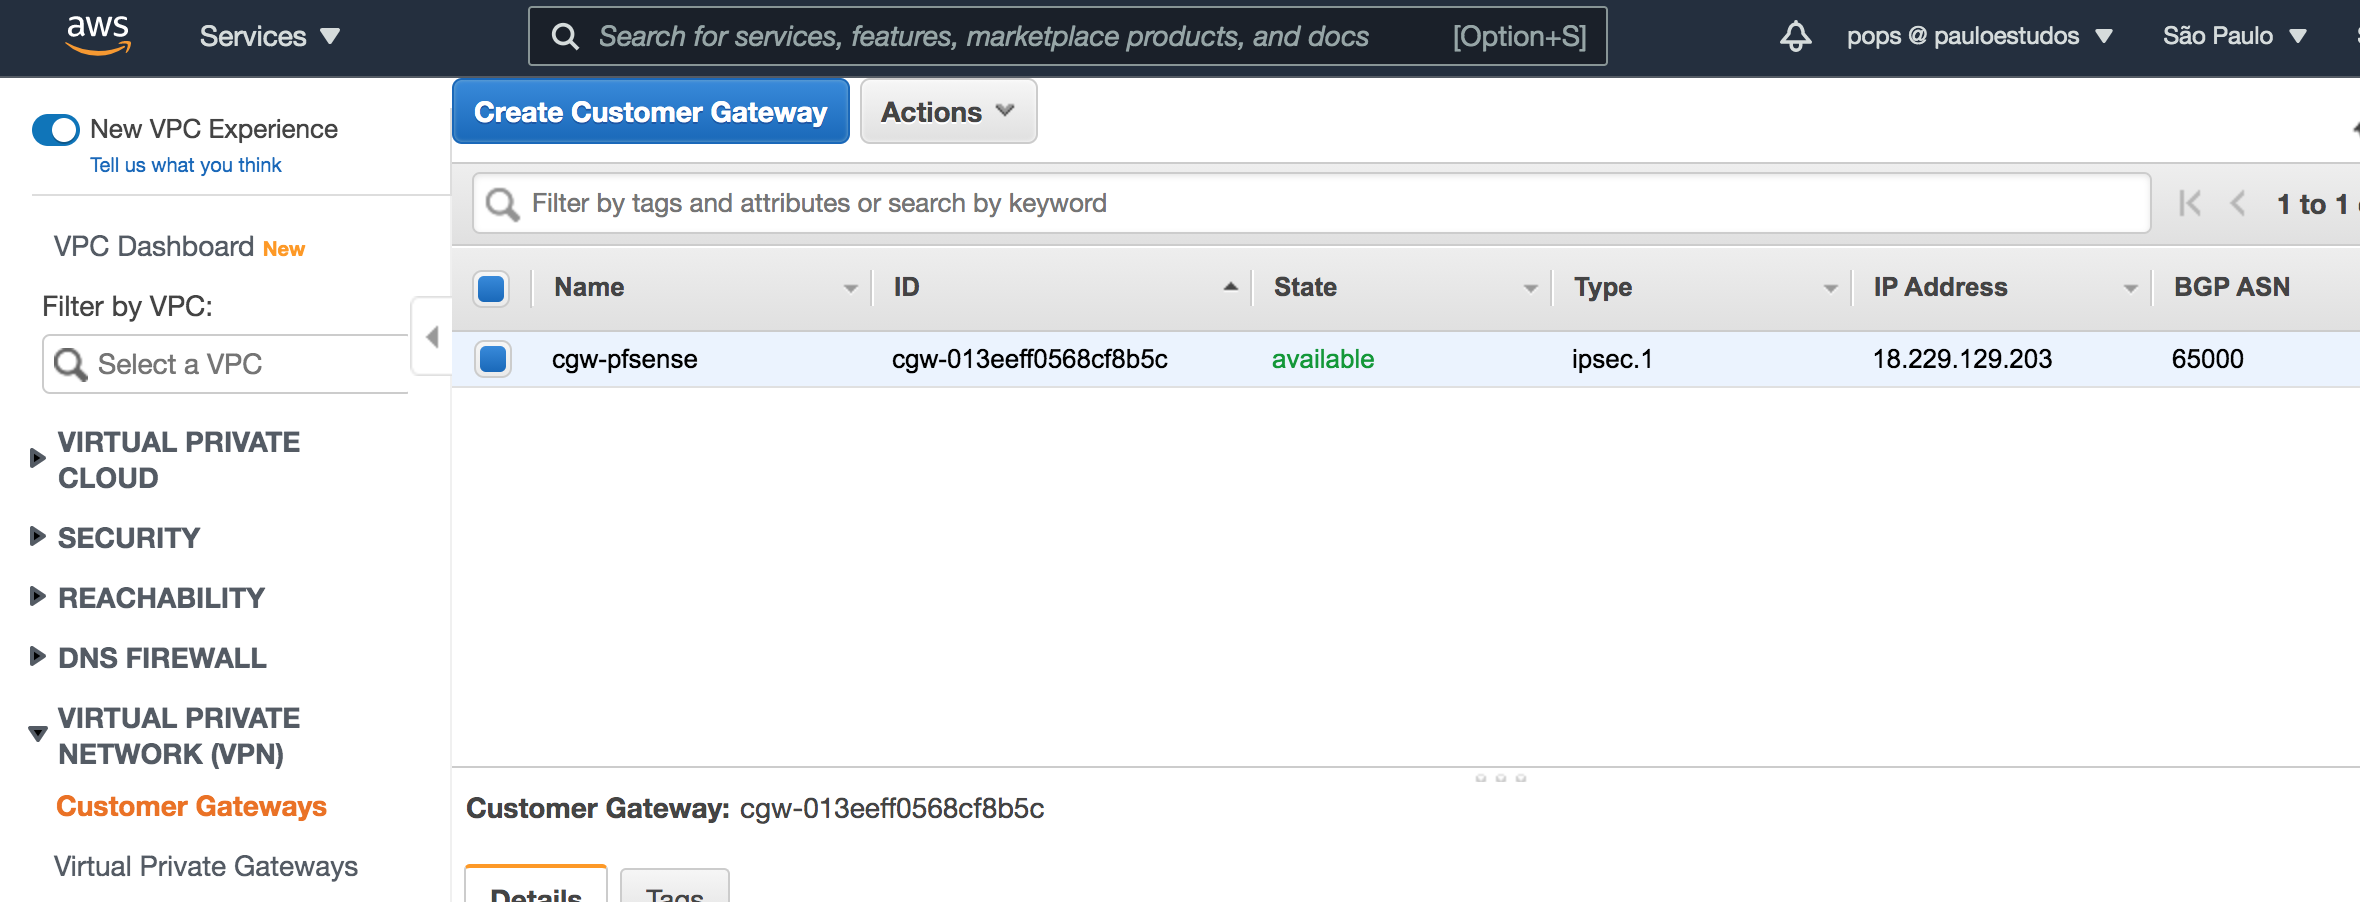 aws
Services
Search for services, features, marketplace products, and docs
[Option+S]
pops @ pauloestudos
São Paulo
New VPC Experience
Tell us what you think
VPC Dashboard New
Filter by VPC:
Select a VPC
VIRTUAL PRIVATE
CLOUD
SECURITY
REACHABILITY
DNS FIREWALL
VIRTUAL PRIVATE
NETWORK (VPN)
Customer Gateways
Virtual Private Gateways
Create Customer Gateway
Actions
Filter by tags and attributes or search by keyword
1 to 1
Name ID State Type IP Address BGP ASN
cgw-pfsense cgw-013eeff0568cf8b5c available ipsec.1 18.229.129.203 65000
Customer Gateway: cgw-013eeff0568cf8b5c
Details
Tags